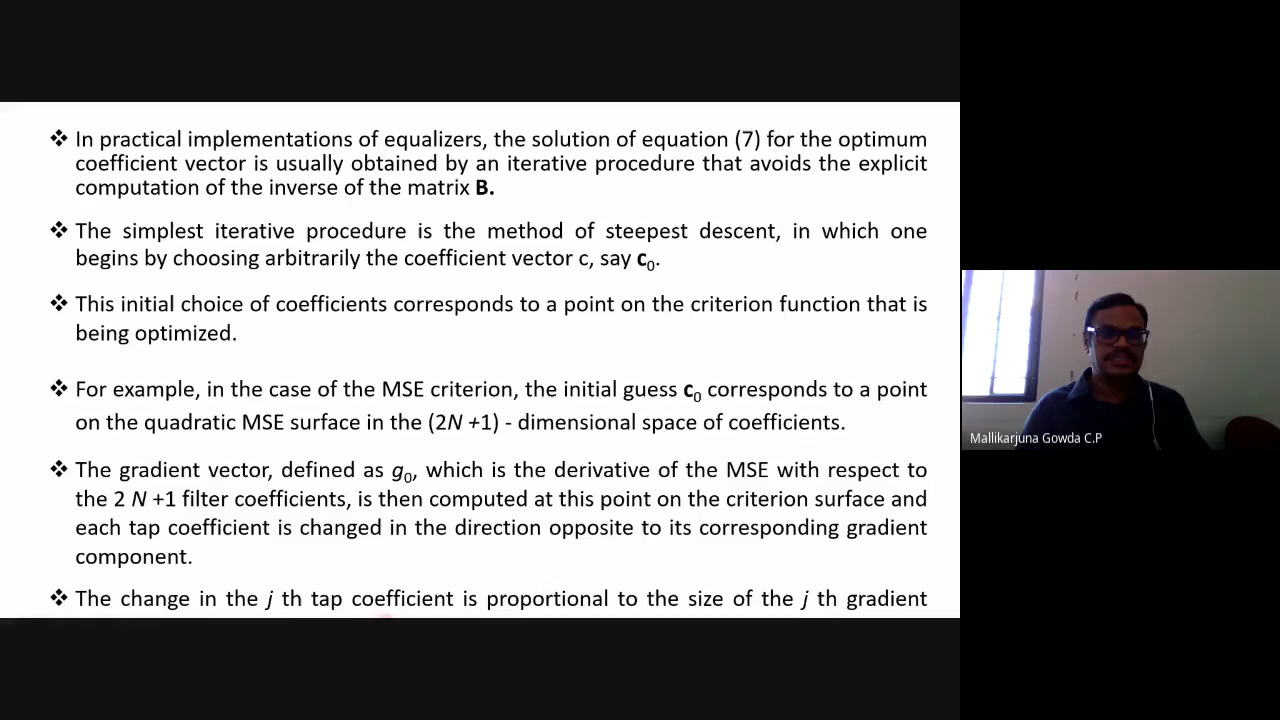 ❖ In practical implementations of equalizers, the solution of equation (7) for the optimum
coefficient vector is usually obtained by an iterative procedure that avoids the explicit
computation of the inverse of the matrix B.
❖ The simplest iterative procedure is the method of steepest descent, in which one
begins by choosing arbitrarily the coefficient vector c, say c₀.
❖ This initial choice of coefficients corresponds to a point on the criterion function that is
being optimized.
❖ For example, in the case of the MSE criterion, the initial guess c₀ corresponds to a point
on the quadratic MSE surface in the (2N +1) - dimensional space of coefficients.
❖ The gradient vector, defined as g₀, which is the derivative of the MSE with respect to
the 2 N +1 filter coefficients, is then computed at this point on the criterion surface and
each tap coefficient is changed in the direction opposite to its corresponding gradient
component.
❖ The change in the j th tap coefficient is proportional to the size of the j th gradient
Mallikarjuna Gowda C.P